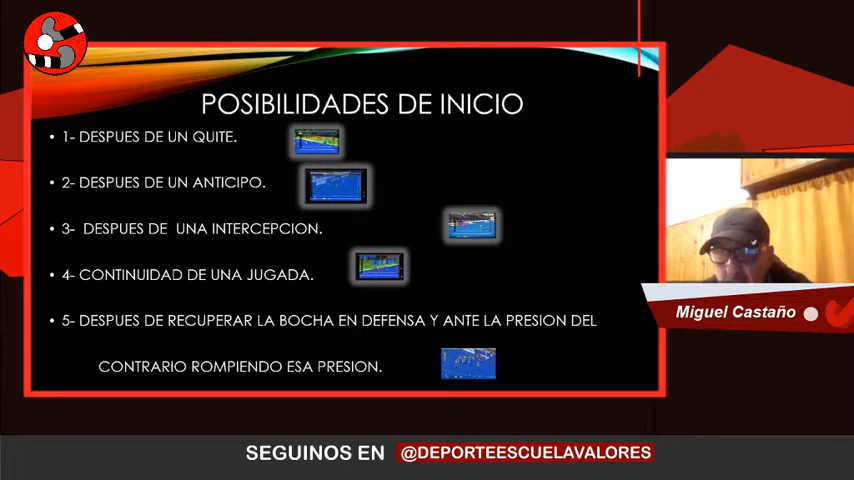 POSIBILIDADES DE INICIO
• 1- DESPUES DE UN QUITE.
• 2- DESPUES DE UN ANTICIPO.
• 3- DESPUES DE UNA INTERCEPCION.
• 4- CONTINUIDAD DE UNA JUGADA.
• 5- DESPUES DE RECUPERAR LA BOCHA EN DEFENSA Y ANTE LA PRESION DEL
CONTRARIO ROMPIENDO ESA PRESION.
Miguel Castaño
SEGUINOS EN @DEPORTEESCUELAVALORES